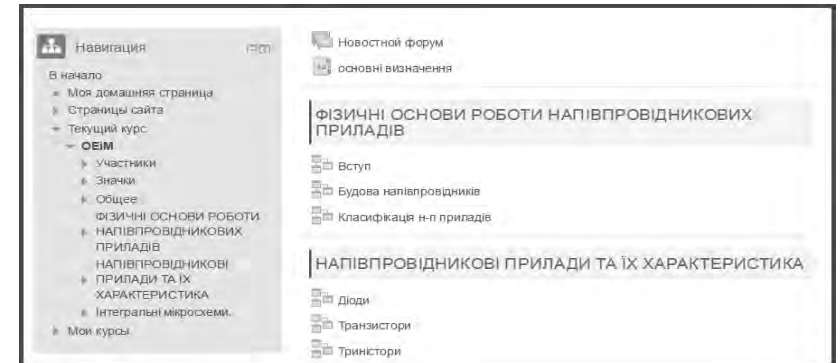 Навигация
В начало
Моя домашняя страница
Страницы сайта
Текущий курс
OEiM
Участники
Значки
Общее
ФІЗИЧНІ ОСНОВИ РОБОТИ
НАПІВПРОВІДНИКОВИХ
ПРИЛАДІВ
НАПІВПРОВІДНИКОВІ
ПРИЛАДИ ТА ЇХ
ХАРАКТЕРИСТИКА
Інтегральні мікросхеми.
Мои курсы
Новостной форум
основні визначення
ФІЗИЧНІ ОСНОВИ РОБОТИ НАПІВПРОВІДНИКОВИХ
ПРИЛАДІВ
Вступ
Будова напівпровідників
Класифікація н-п приладів
НАПІВПРОВІДНИКОВІ ПРИЛАДИ ТА ЇХ ХАРАКТЕРИСТИКА
Діоди
Транзистори
Триністори